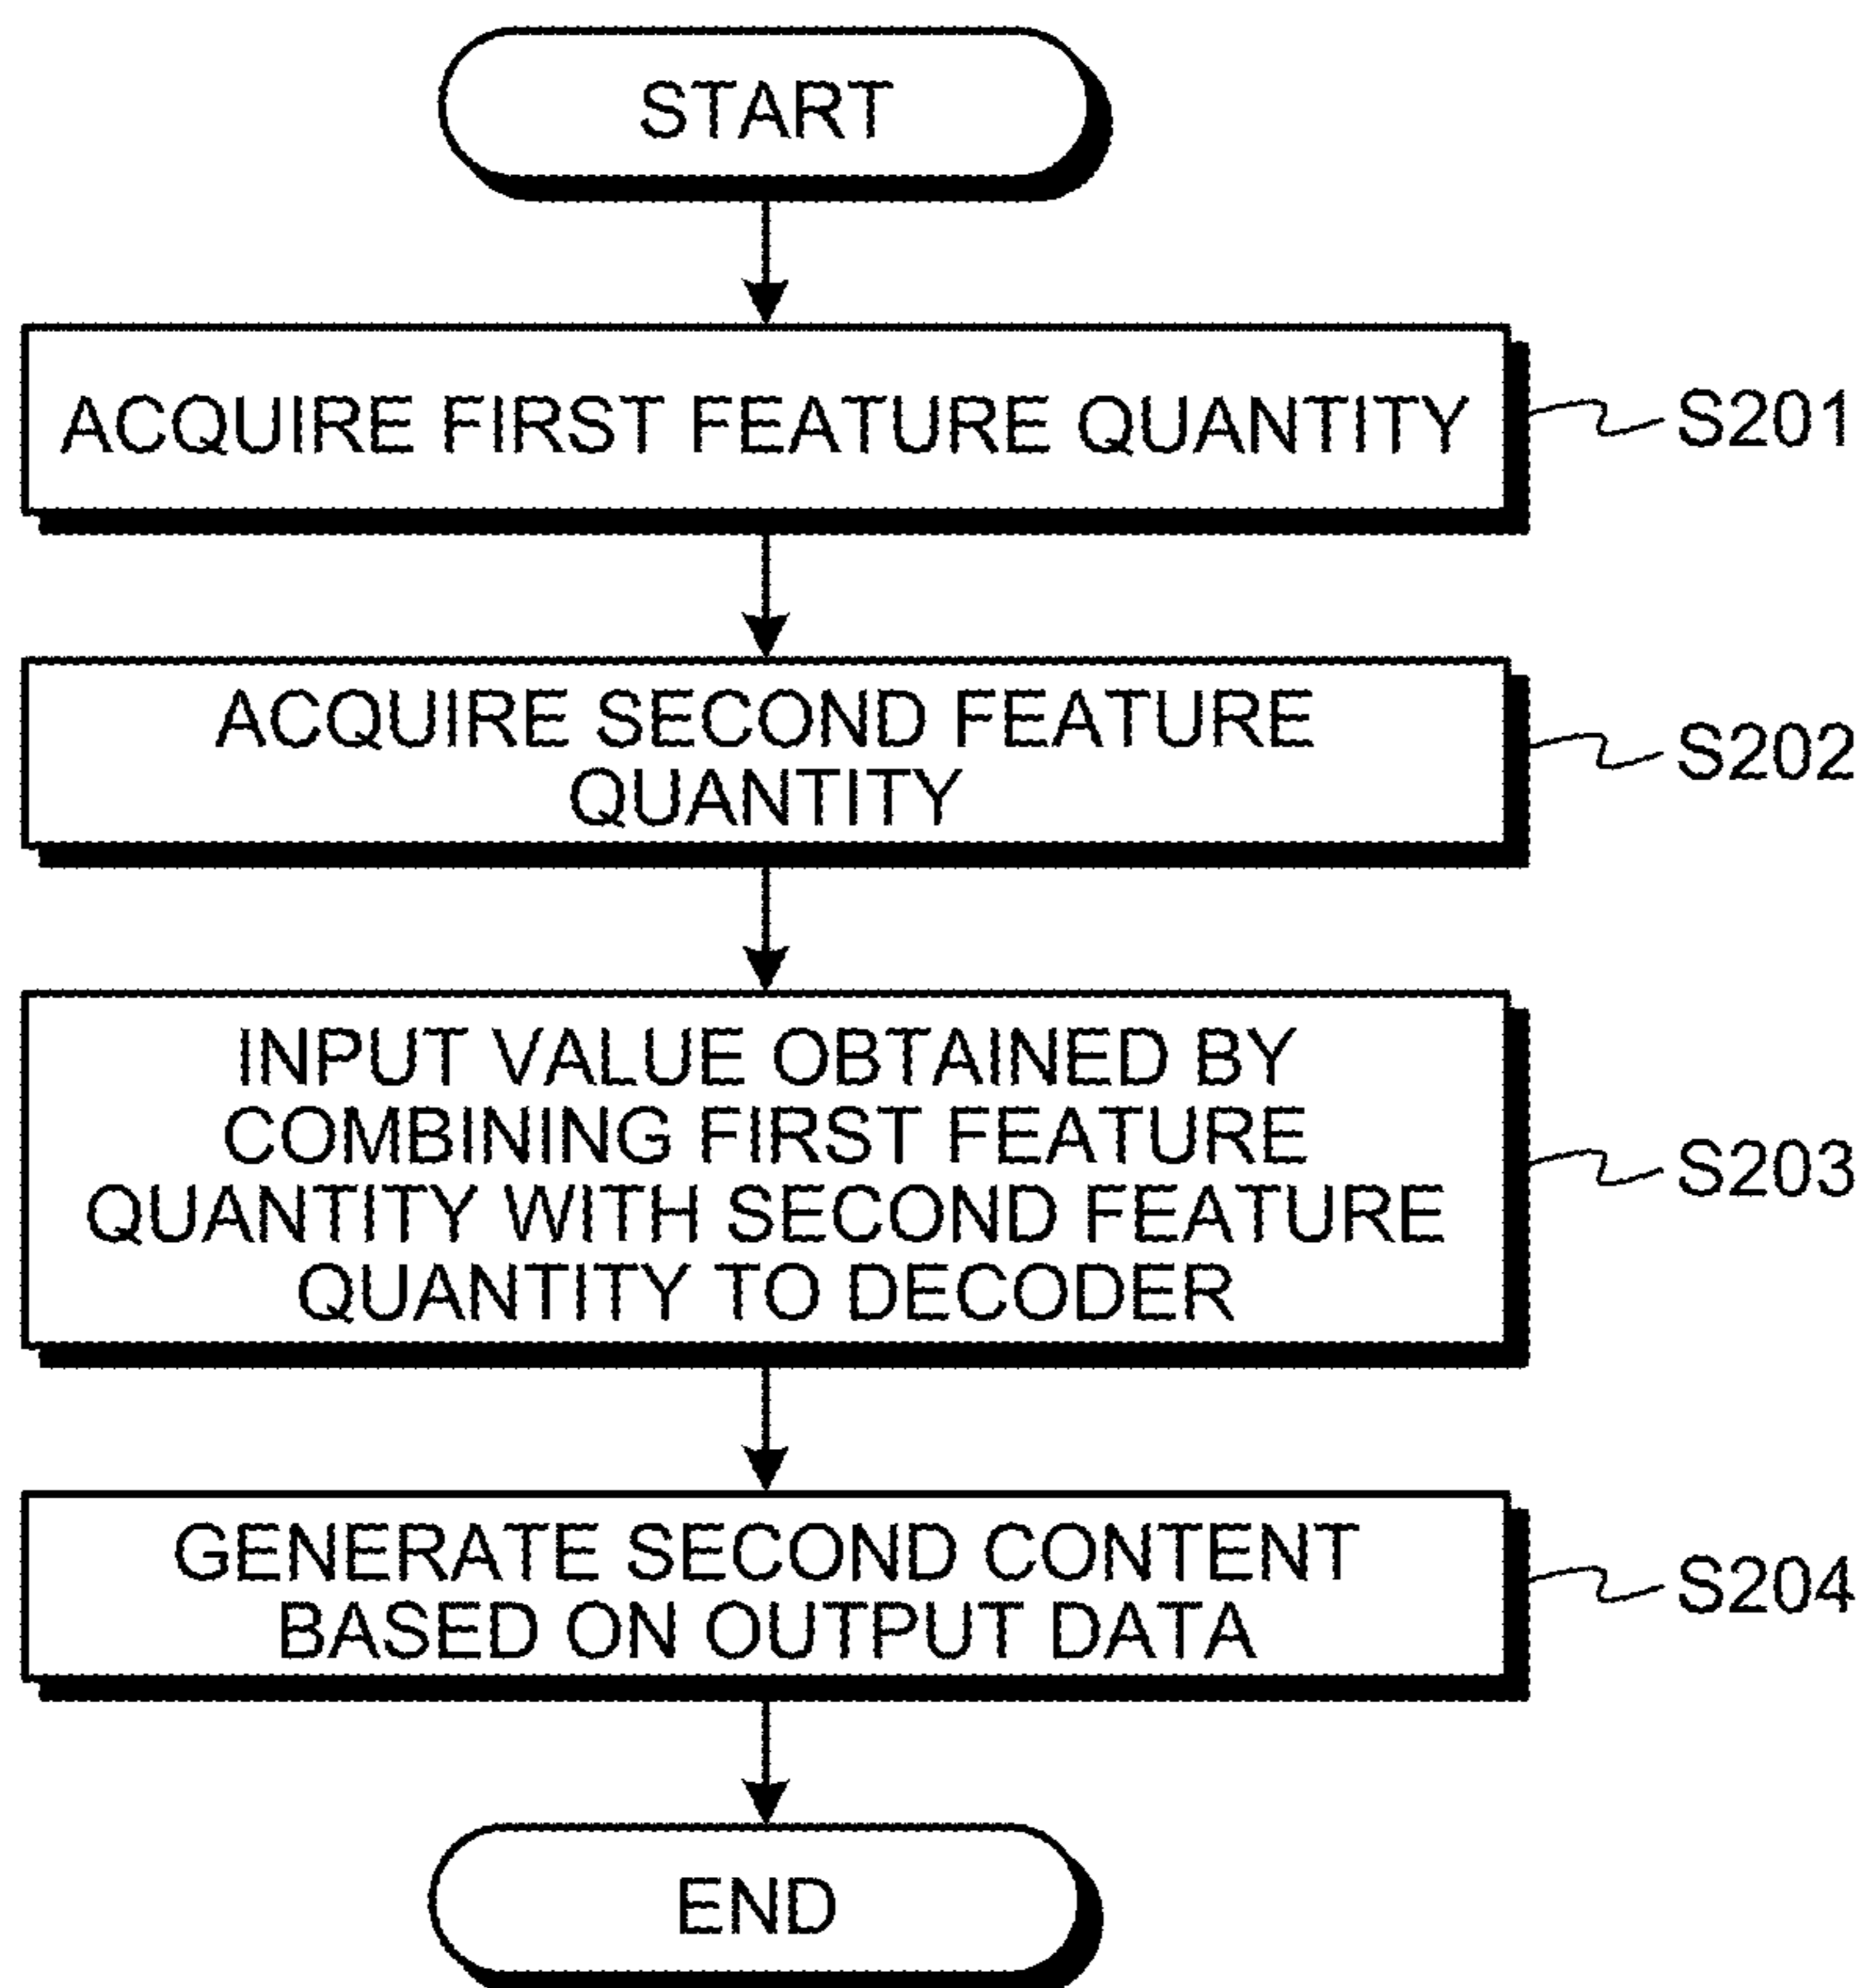 START
ACQUIRE FIRST FEATURE QUANTITY
S201
ACQUIRE SECOND FEATURE
QUANTITY
S202
INPUT VALUE OBTAINED BY
COMBINING FIRST FEATURE
QUANTITY WITH SECOND FEATURE
QUANTITY TO DECODER
S203
GENERATE SECOND CONTENT
BASED ON OUTPUT DATA
S204
END